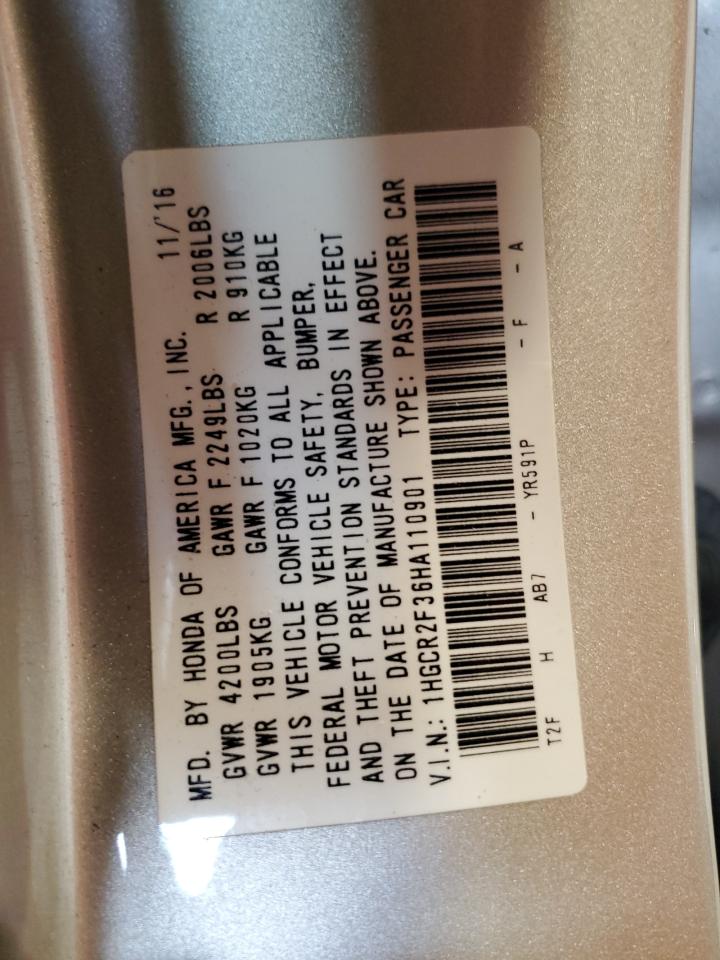 MFD. BY HONDA OF AMERICA MFG., INC. 11/'16
GVWR 4200LBS GAWR F 2249LBS R 2006LBS
GVWR 1905KG GAWR F 1020KG R 910KG
THIS VEHICLE CONFORMS TO ALL APPLICABLE
FEDERAL MOTOR VEHICLE SAFETY, BUMPER,
AND THEFT PREVENTION STANDARDS IN EFFECT
ON THE DATE OF MANUFACTURE SHOWN ABOVE.
V.I.N.: 1HGCR2F36HA110901 TYPE: PASSENGER CAR
T2F H AB7 - YR591P - F - A